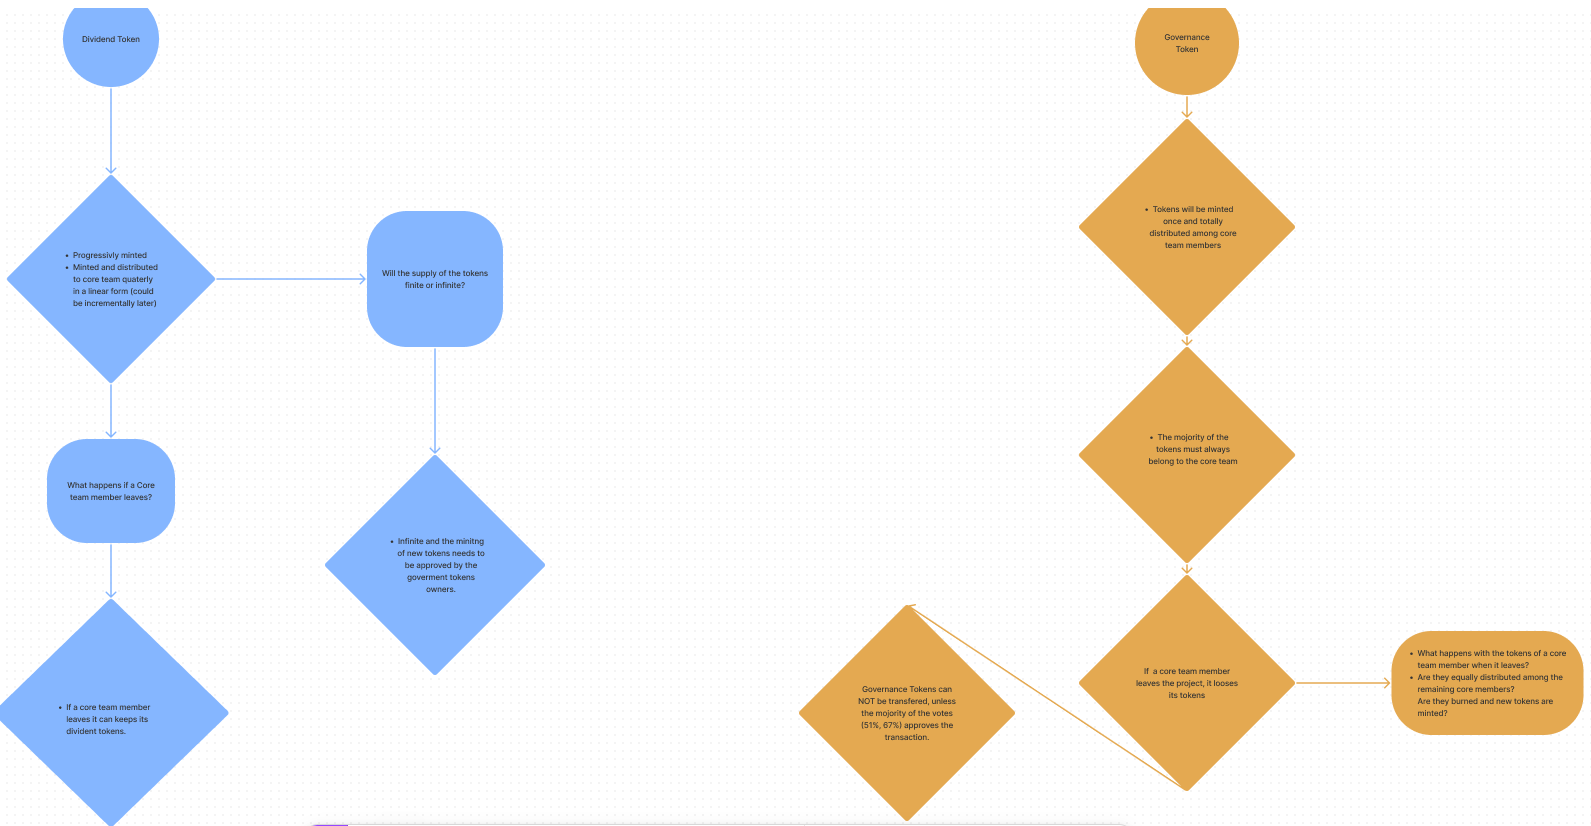 Dividend Token
• Progressivly minted
• Minted and distributed
to core team quaterly
in a linear form (could
be incrementally later)
Will the supply of the tokens
finite or infinite?
What happens if a Core
team member leaves?
• Infinite and the minitng
of new tokens needs to
be approved by the
goverment tokens
owners.
• If a core team member
leaves it can keeps its
divident tokens.
Governance
Token
• Tokens will be minted
once and totally
distributed among core
team members
• The mojority of the
tokens must always
belong to the core team
If a core team member
leaves the project, it looses
its tokens
Governance Tokens can
NOT be transfered, unless
the majority of the votes
(51%, 67%) approves the
transaction.
• What happens with the tokens of a core
team member when it leaves?
• Are they equally distributed among the
remaining core members?
Are they burned and new tokens are
minted?